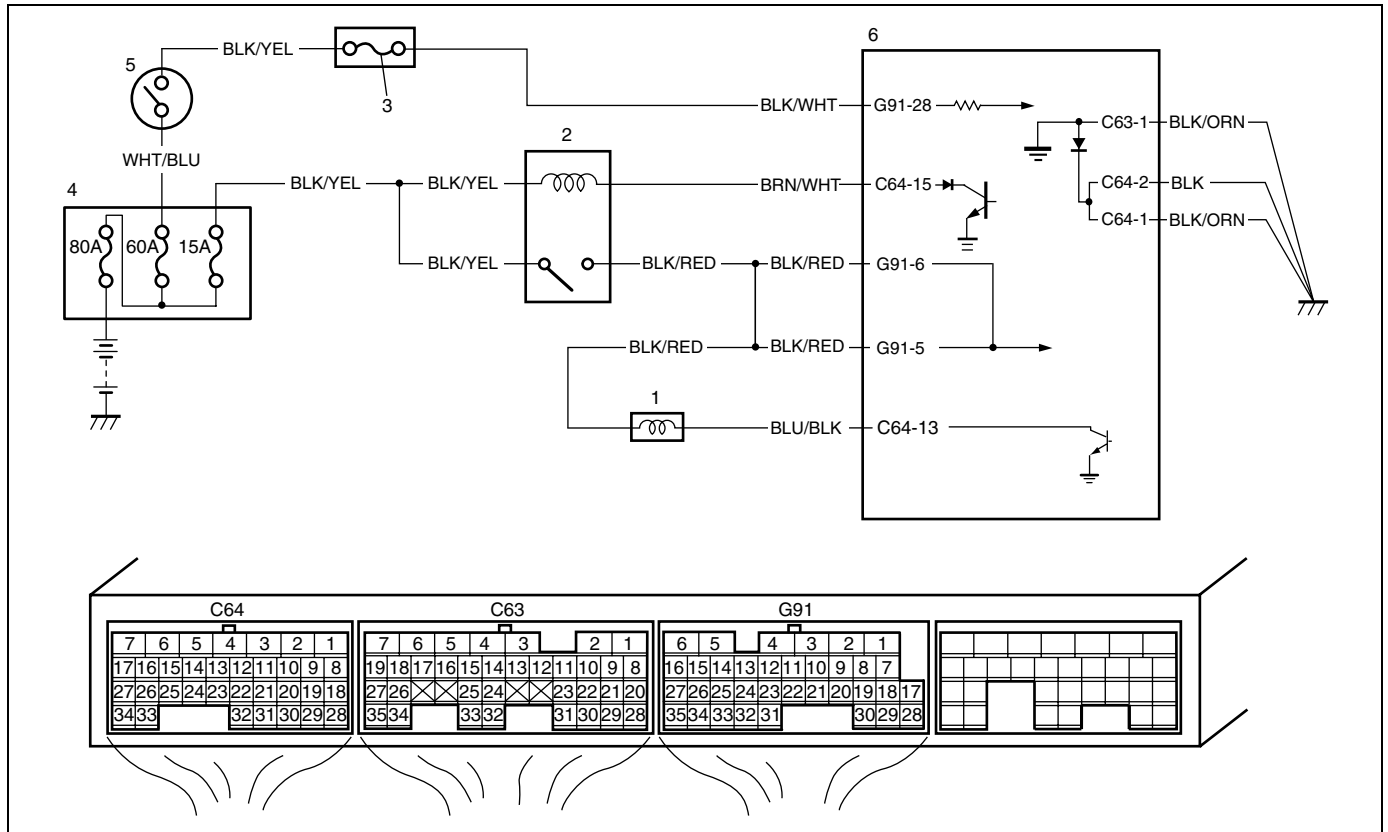 6
BLK/YEL
5
3
BLK/WHT
G91-28
C63-1
BLK/ORN
2
WHT/BLU
4
BLK/YEL
BLK/YEL
BRN/WHT
C64-15
C64-2
BLK
C64-1
BLK/ORN
80A
60A
15A
BLK/YEL
BLK/RED
BLK/RED
G91-6
BLK/RED
BLK/RED
G91-5
1
BLU/BLK
C64-13
C64
C63
G91
7 6 5 4 3 2 1
7 6 5 4 3 2 1
6 5 4 3 2 1
17 16 15 14 13 12 11 10 9 8
19 18 17 16 15 14 13 12 11 10 9 8
16 15 14 13 12 11 10 9 8 7
27 26 25 24 23 22 21 20 19 18
27 26 25 24 23 22 21 20
27 26 25 24 23 22 21 20 19 18 17
34 33 32 31 30 29 28
35 34 33 32 31 30 29 28
35 34 33 32 31 30 29 28